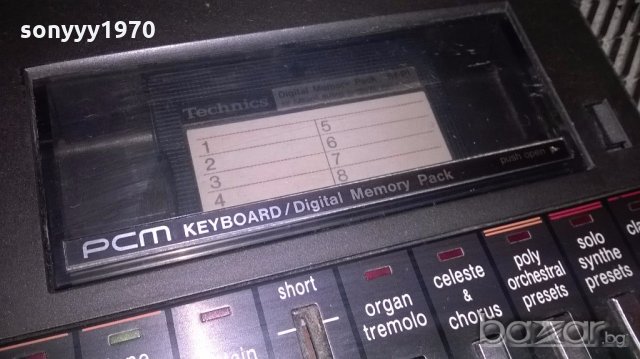 sonyyy1970
Technics
Digital Memory Pack
1
2
3
4
5
6
7
8
push open
PCM KEYBOARD/Digital Memory Pack
short
organ
tremolo
celeste
&
chorus
poly
orchestral
presets
solo
synthe
presets
bazar.bg